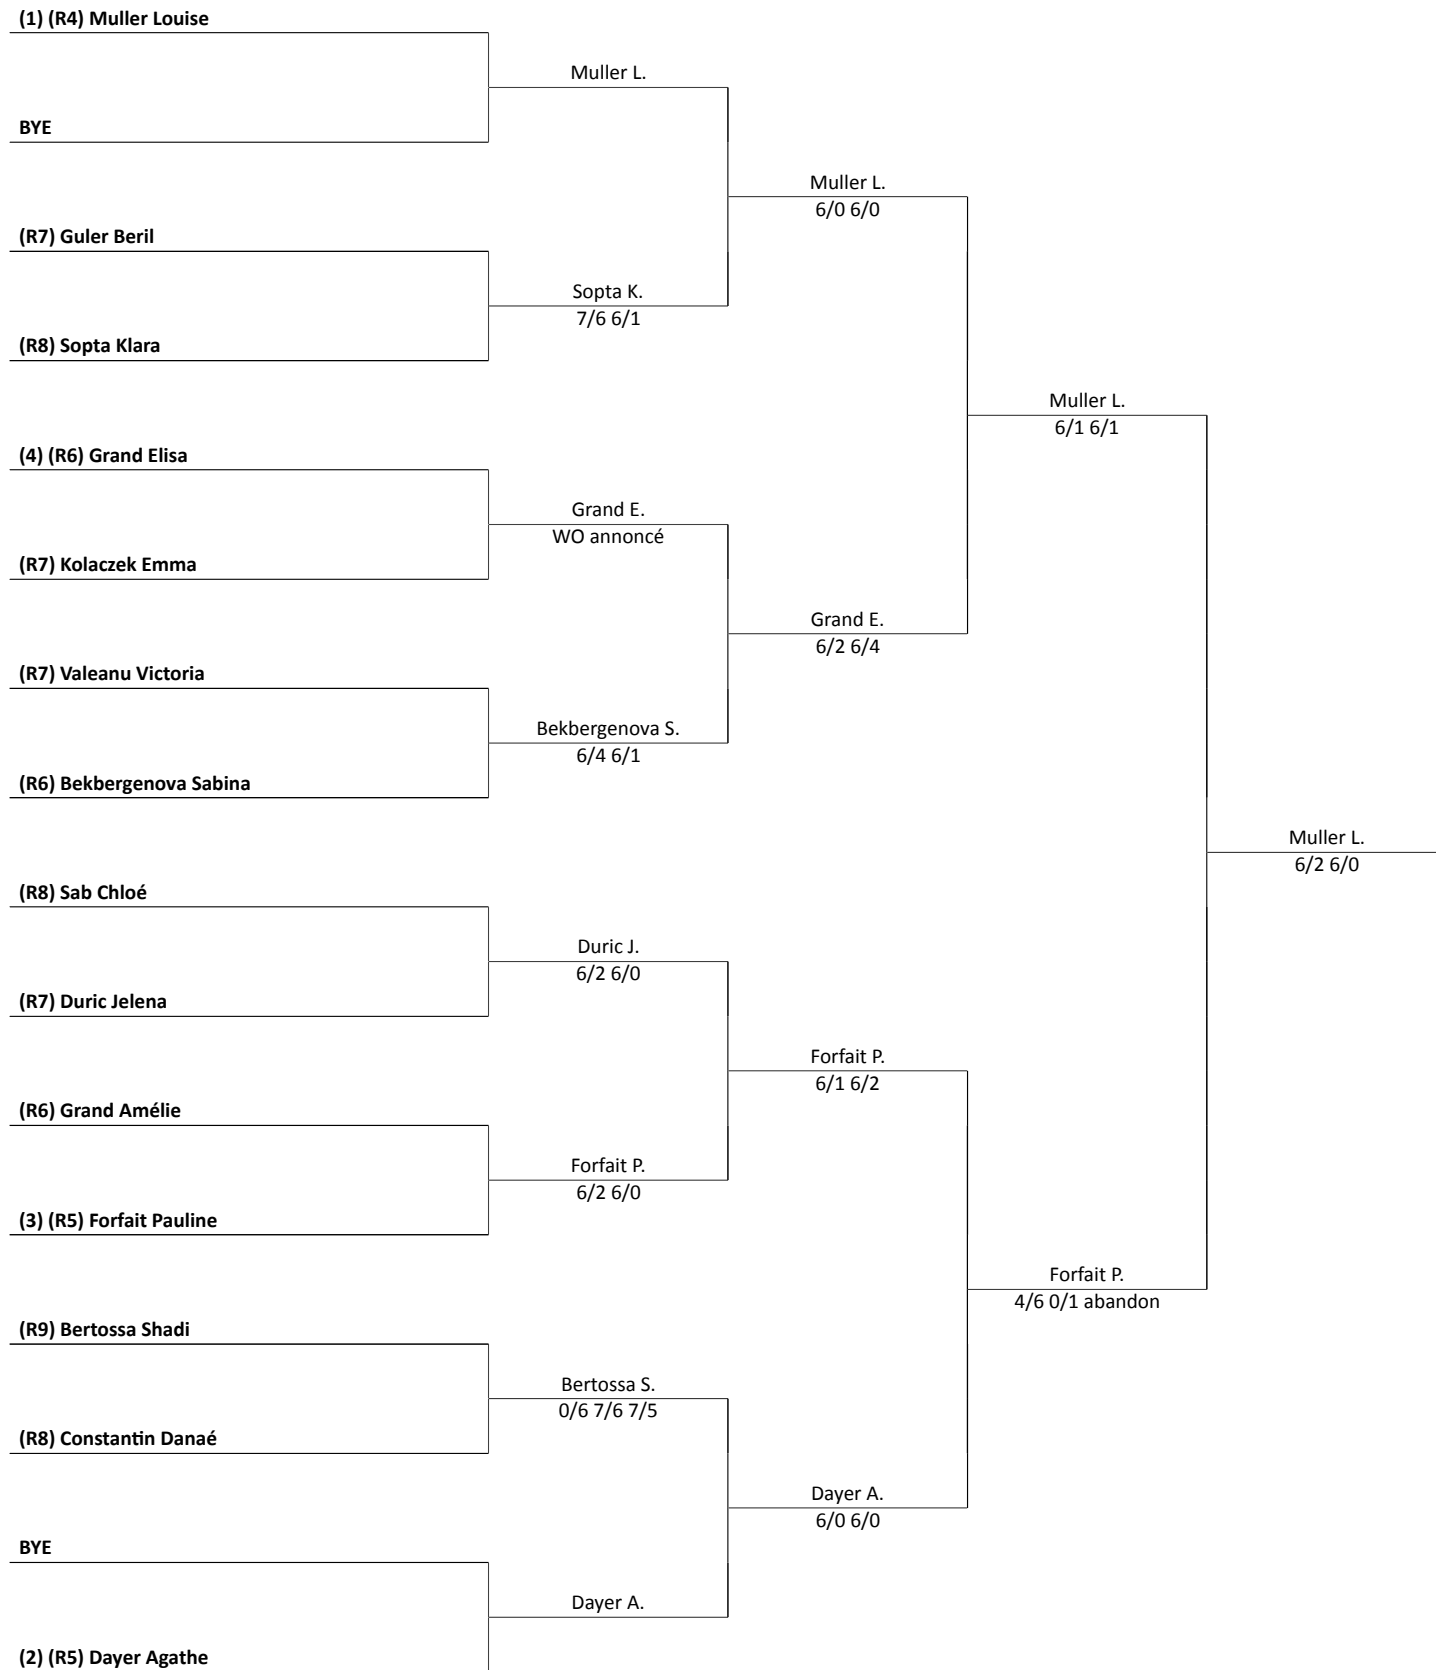 (1) (R4) Muller Louise
Muller L.
BYE
Muller L.
6/0 6/0
(R7) Guler Beril
Sopta K.
7/6 6/1
(R8) Sopta Klara
Muller L.
6/1 6/1
(4) (R6) Grand Elisa
Grand E.
WO annoncé
(R7) Kolaczek Emma
Grand E.
6/2 6/4
(R7) Valeanu Victoria
Bekbergenova S.
6/4 6/1
(R6) Bekbergenova Sabina
Muller L.
6/2 6/0
(R8) Sab Chloé
Duric J.
6/2 6/0
(R7) Duric Jelena
Forfait P.
6/1 6/2
(R6) Grand Amélie
Forfait P.
6/2 6/0
(3) (R5) Forfait Pauline
Forfait P.
4/6 0/1 abandon
(R9) Bertossa Shadi
Bertossa S.
0/6 7/6 7/5
(R8) Constantin Danaé
Dayer A.
6/0 6/0
BYE
Dayer A.
(2) (R5) Dayer Agathe